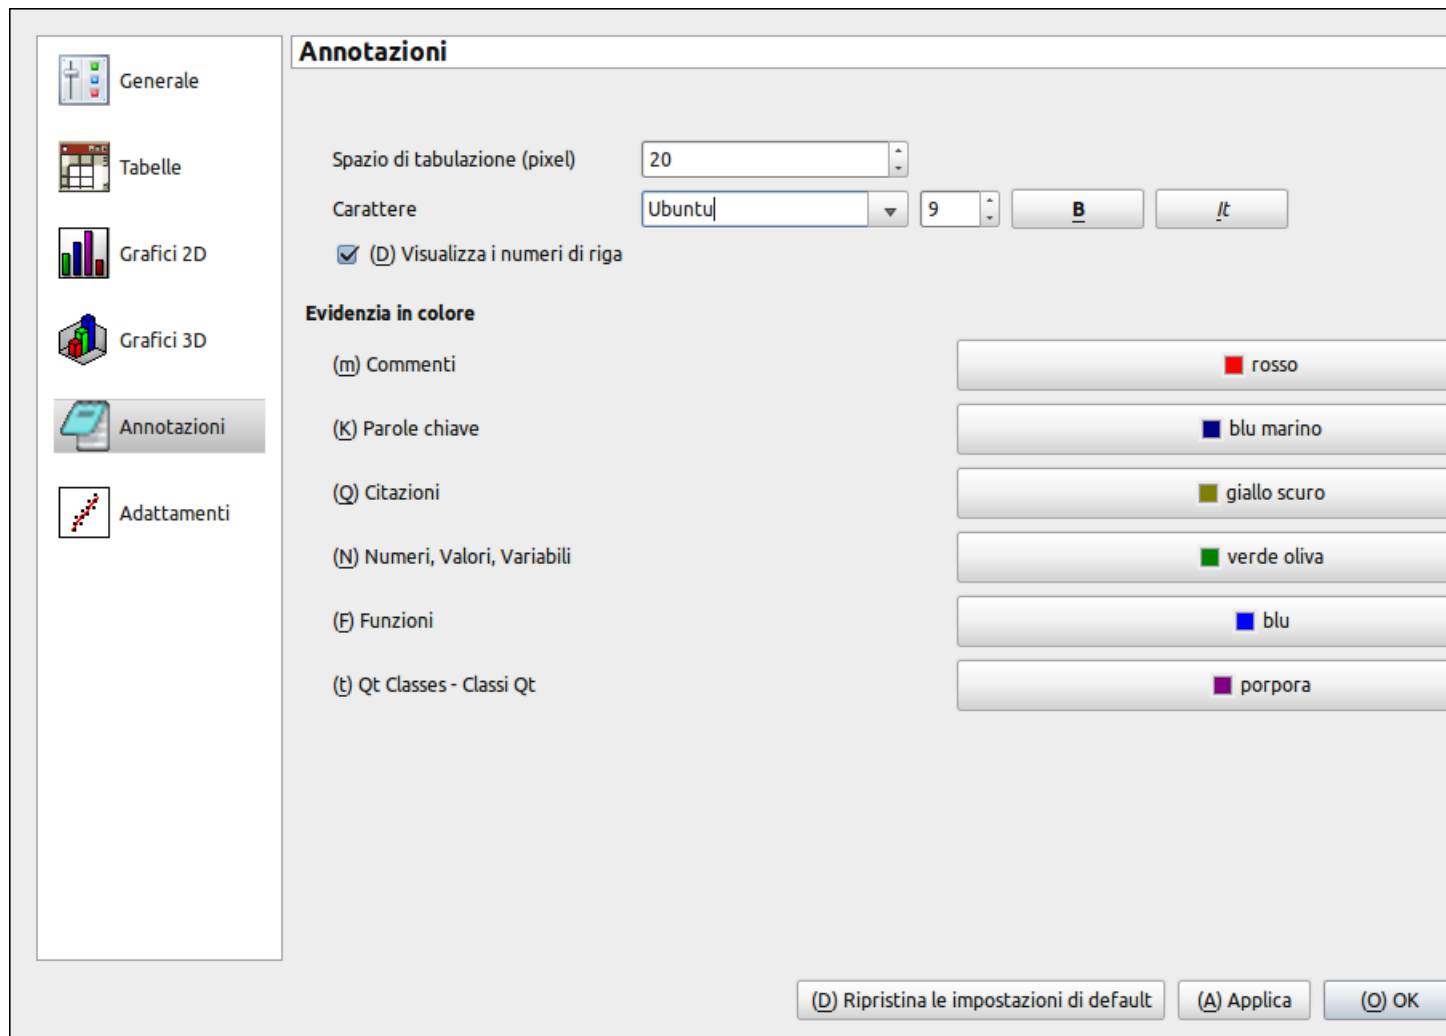 Annotazioni
Generale
Tabelle
Grafici 2D
Grafici 3D
Annotazioni
Adattamenti
Spazio di tabulazione (pixel) 20
Carattere Ubuntu 9 B It
(D) Visualizza i numeri di riga
Evidenzia in colore
(m) Commenti rosso
(K) Parole chiave blu marino
(Q) Citazioni giallo scuro
(N) Numeri, Valori, Variabili verde oliva
(F) Funzioni blu
(t) Qt Classes - Classi Qt porpora
(D) Ripristina le impostazioni di default (A) Applica (O) OK